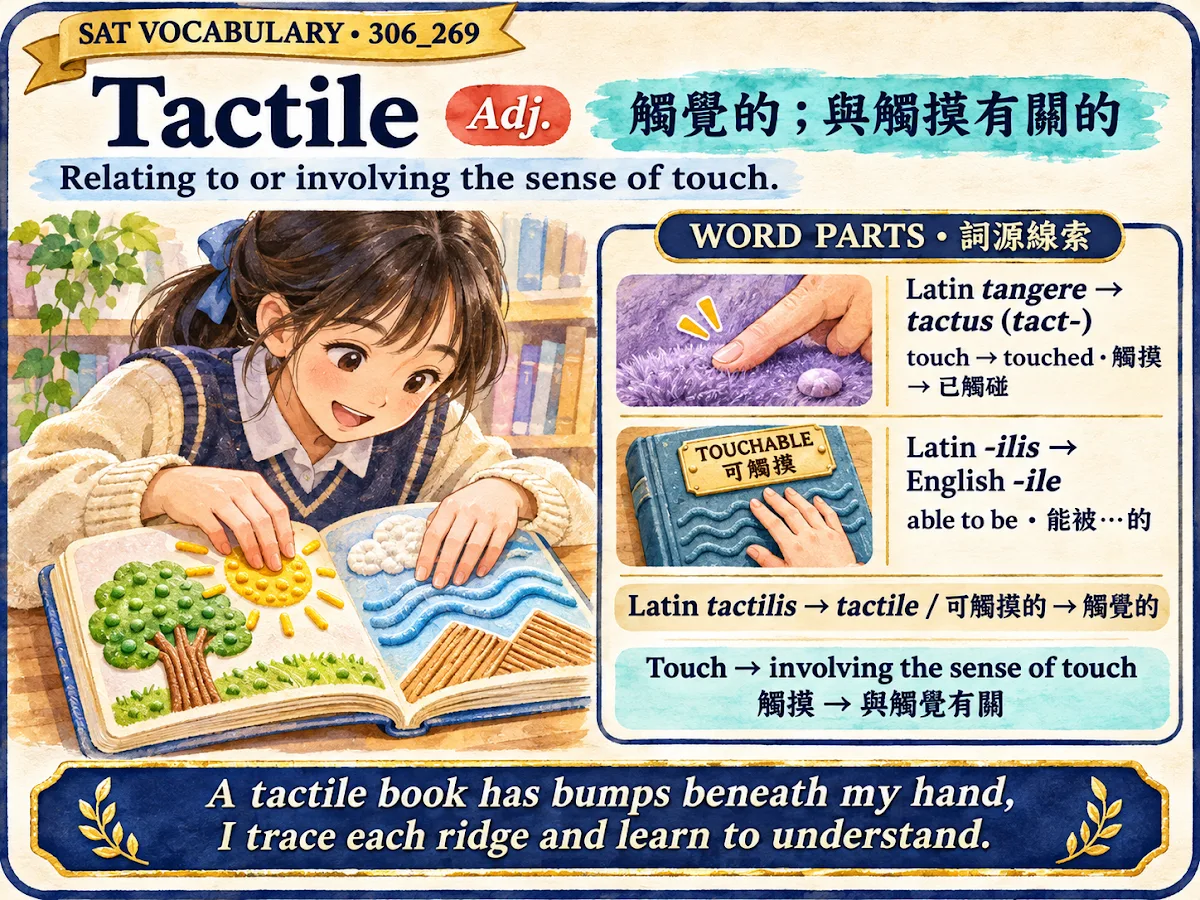 SAT VOCABULARY • 306_269
Tactile
Adj.
觸覺的；與觸摸有關的
Relating to or involving the sense of touch.
WORD PARTS • 詞源線索
Latin tangere →
tactus (tact-)
touch → touched · 觸摸
→ 已觸碰
TOUCHABLE
可觸摸
Latin -ilis →
English -ile
able to be · 能被…的
Latin tactilis → tactile / 可觸摸的 → 觸覺的
Touch → involving the sense of touch
觸摸 → 與觸覺有關
A tactile book has bumps beneath my hand,
I trace each ridge and learn to understand.